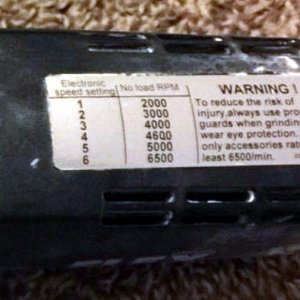 Electronic speed setting No load RPM
1 2000
2 3000
3 4000
4 4600
5 5000
6 6500
WARNING !
To reduce the risk of
injury,always use pro
guards when grindin
wear eye protection.
only accessories rat
least 6500/min.